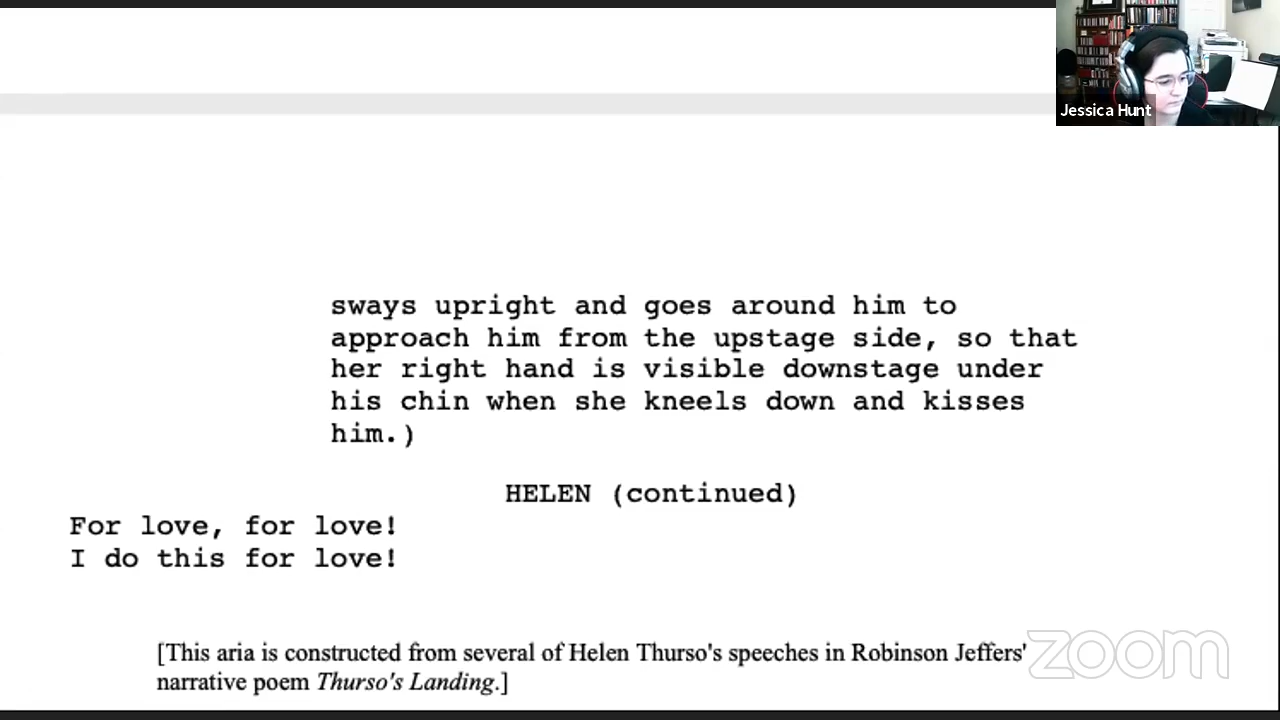 Jessica Hunt
sways upright and goes around him to
approach him from the upstage side, so that
her right hand is visible downstage under
his chin when she kneels down and kisses
him.)
HELEN (continued)
For love, for love!
I do this for love!
[This aria is constructed from several of Helen Thurso's speeches in Robinson Jeffers'
narrative poem Thurso's Landing.]
zoom